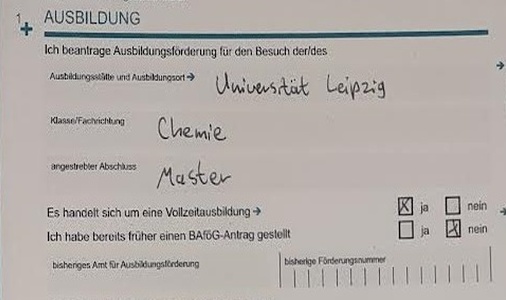 1 AUSBILDUNG
Ich beantrage Ausbildungsförderung für den Besuch der/des
Ausbildungsstätte und Ausbildungsort → Universität Leipzig
Klasse/Fachrichtung Chemie
angestrebter Abschluss Master
Es handelt sich um eine Vollzeitausbildung → ja nein
Ich habe bereits früher einen BAföG-Antrag gestellt ja nein
bisheriges Amt für Ausbildungsförderung bisherige Förderungsnummer